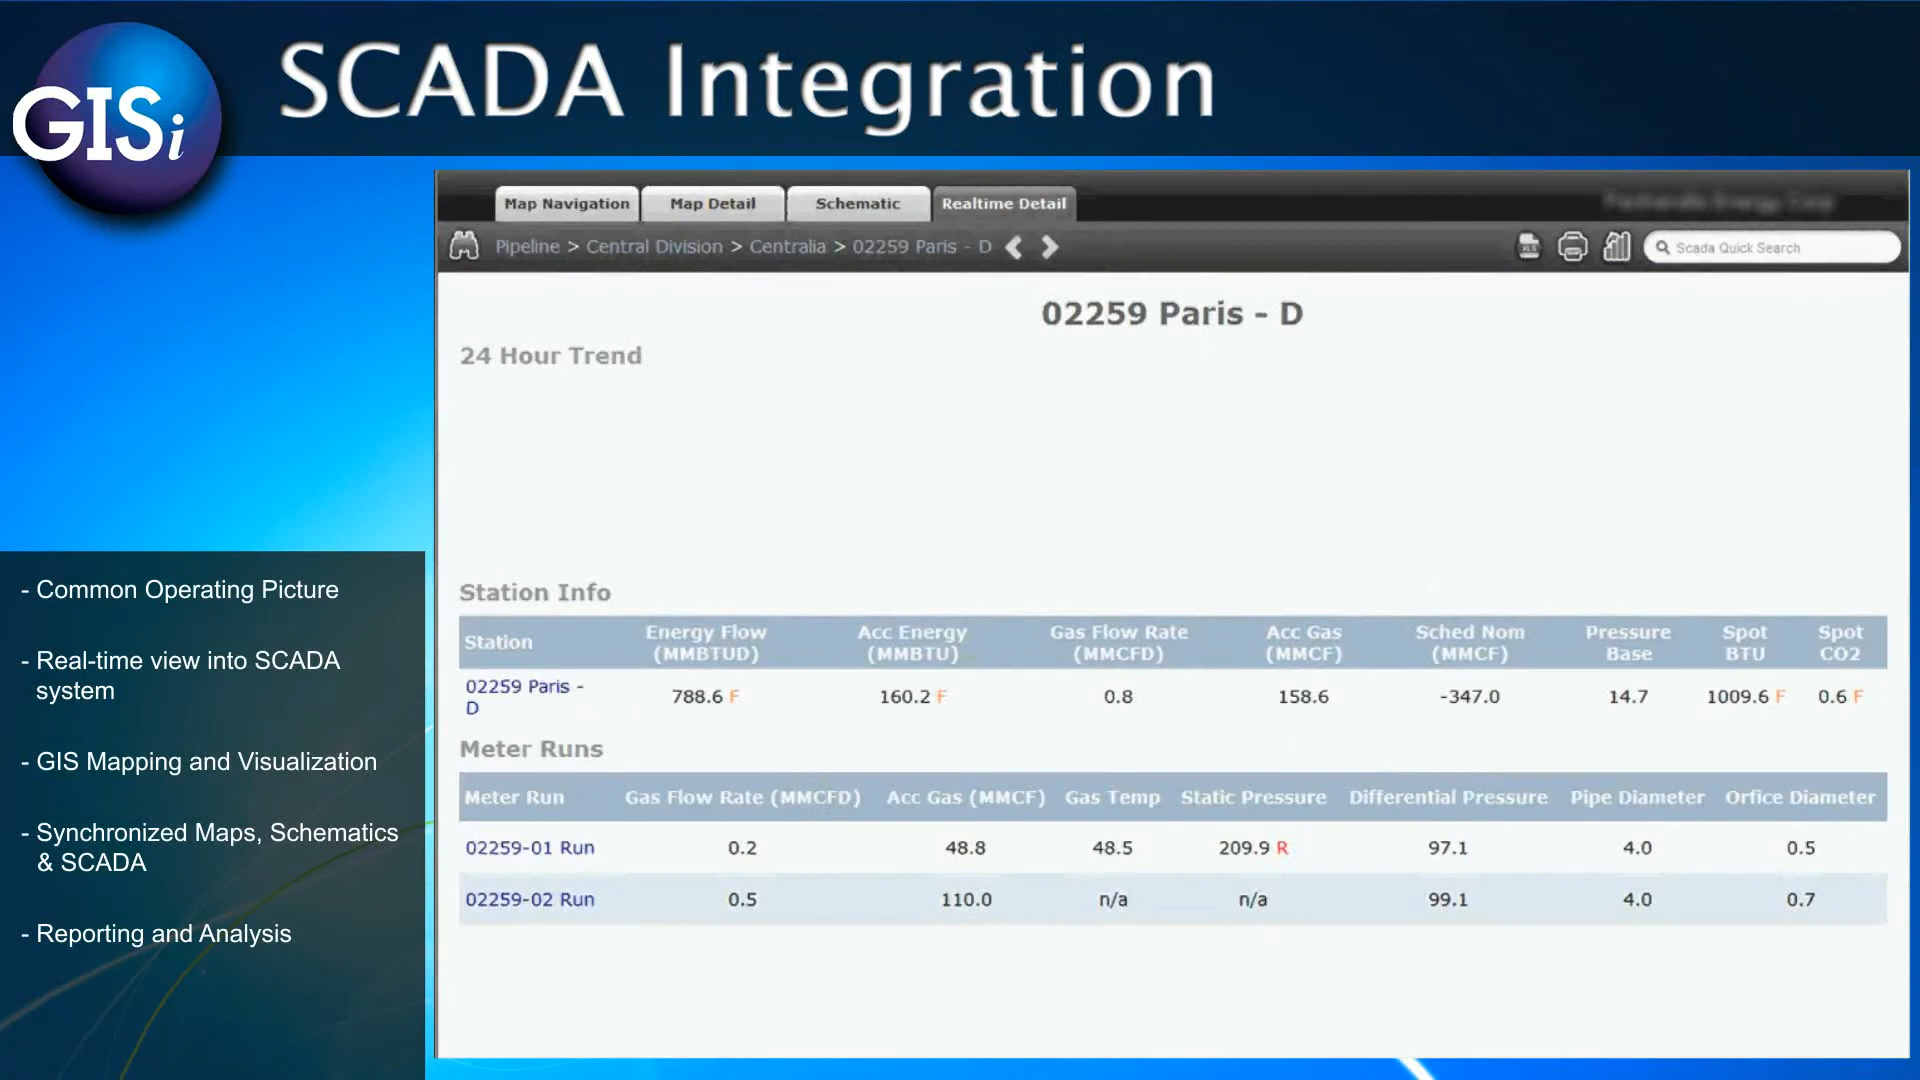 GISi
SCADA Integration
Map Navigation
Map Detail
Schematic
Realtime Detail
Pipeline > Central Division > Centralia > 02259 Paris - D
XLS
Scada Quick Search
02259 Paris - D
24 Hour Trend
Station Info
Station Energy Flow (MMBTUD) Acc Energy (MMBTU) Gas Flow Rate (MMCFD) Acc Gas (MMCF) Sched Nom (MMCF) Pressure Base Spot BTU Spot CO2
02259 Paris - D 788.6 F 160.2 F 0.8 158.6 -347.0 14.7 1009.6 F 0.6 F
Meter Runs
Meter Run Gas Flow Rate (MMCFD) Acc Gas (MMCF) Gas Temp Static Pressure Differential Pressure Pipe Diameter Orfice Diameter
02259-01 Run 0.2 48.8 48.5 209.9 R 97.1 4.0 0.5
02259-02 Run 0.5 110.0 n/a n/a 99.1 4.0 0.7
- Common Operating Picture
- Real-time view into SCADA
system
- GIS Mapping and Visualization
- Synchronized Maps, Schematics
& SCADA
- Reporting and Analysis